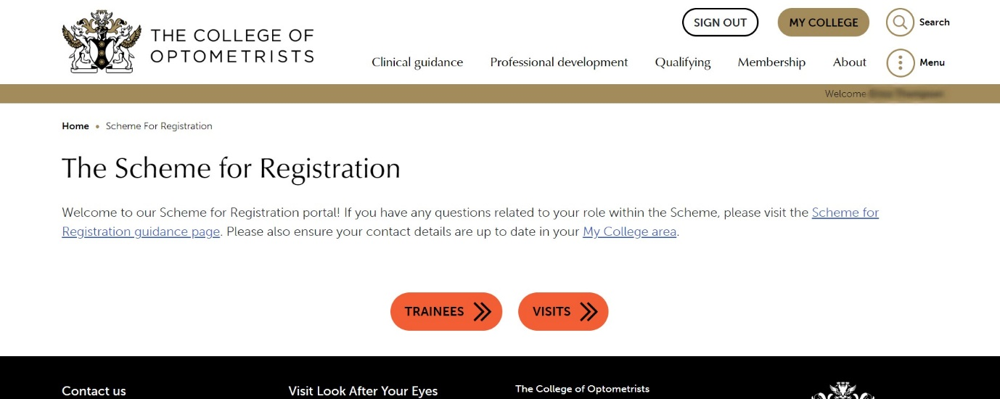 THE COLLEGE OF
OPTOMETRISTS
SIGN OUT
MY COLLEGE
Search
Clinical guidance
Professional development
Qualifying
Membership
About
Menu
Welcome
Home • Scheme For Registration
The Scheme for Registration
Welcome to our Scheme for Registration portal! If you have any questions related to your role within the Scheme, please visit the Scheme for
Registration guidance page. Please also ensure your contact details are up to date in your My College area.
TRAINEES
VISITS
Contact us
Visit Look After Your Eyes
The College of Optometrists